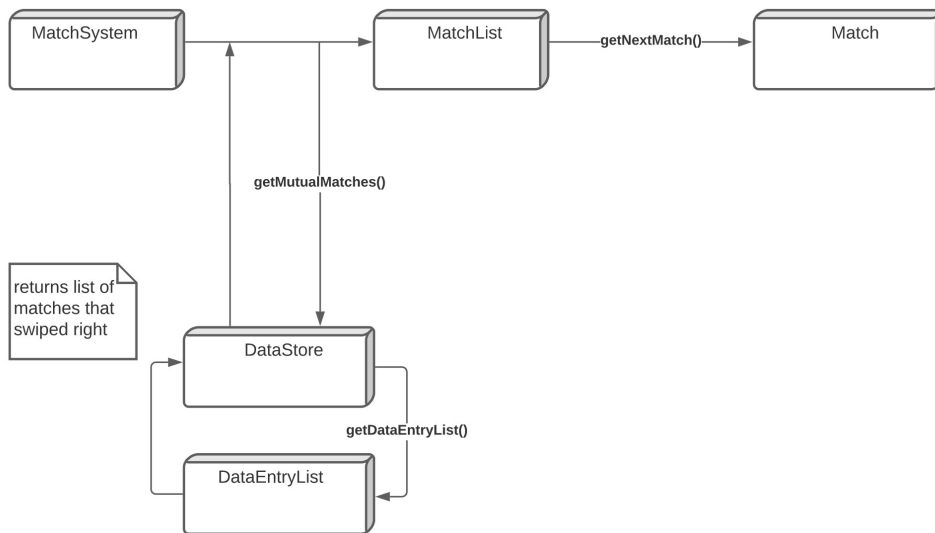 MatchSystem
MatchList
getNextMatch()
Match
getMutualMatches()
returns list of
matches that
swiped right
DataStore
getDataEntryList()
DataEntryList